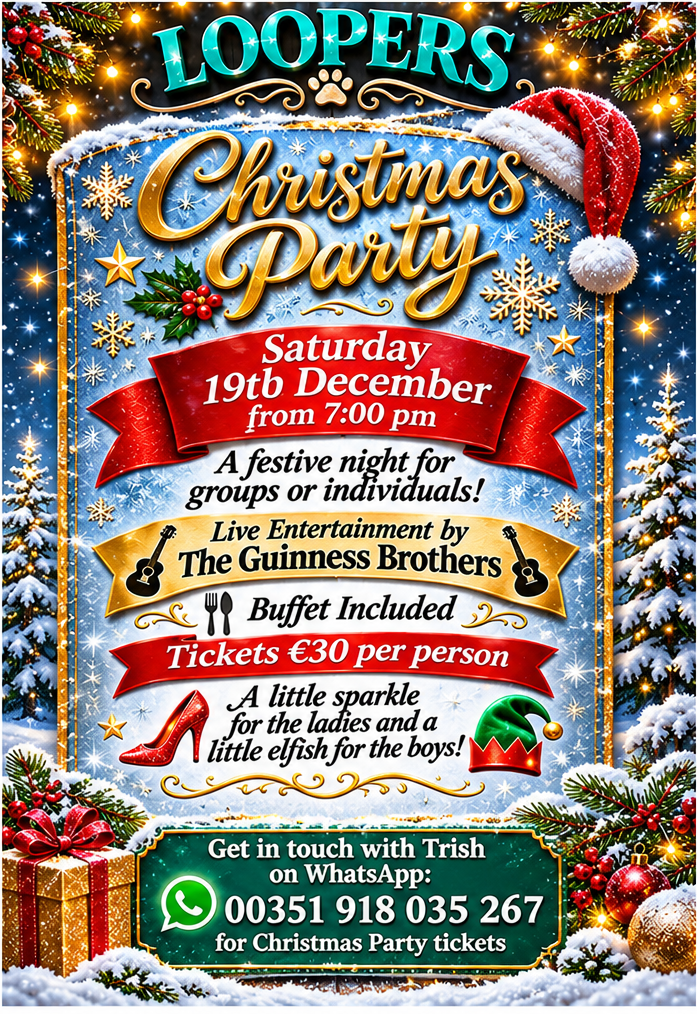 LOOPERS
Christmas
Party
Saturday
19tb December
from 7:00 pm
A festive night for
groups or individuals!
Live Entertainment by
The Guinness Brothers
Buffet Included
Tickets €30 per person
A little sparkle
for the ladies and a
little elfish for the boys!
Get in touch with Trish
on WhatsApp:
00351 918 035 267
for Christmas Party tickets